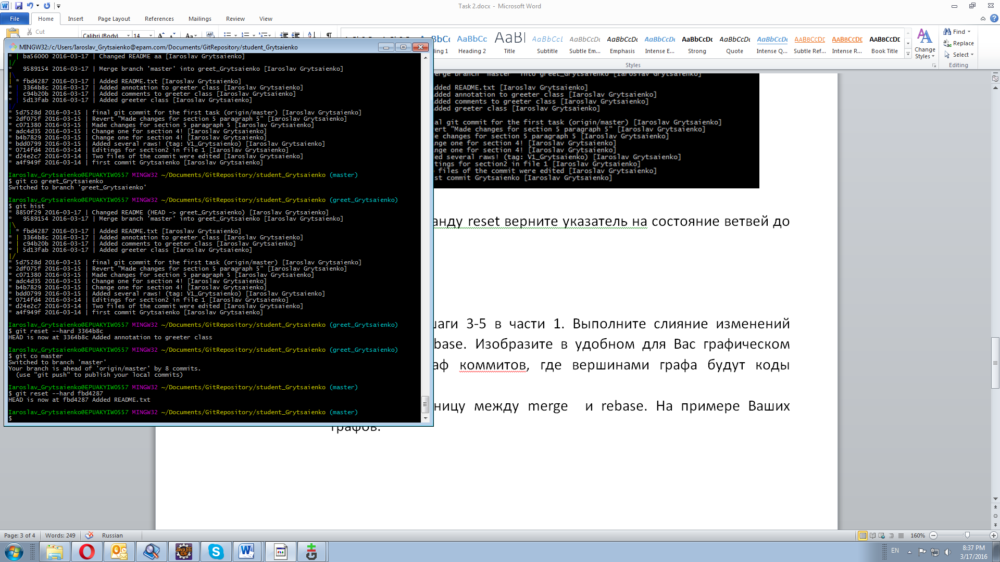 Task 2.docx - Microsoft Word
File Home Insert Page Layout References Mailings Review View
Cut
Calibri (Body) 14
Heading 2 Title Subtitle Subtle Em... Emphasis Intense E... Strong Quote Intense Q... Subtle Ref... Intense R... Book Title
Change Styles
Find
Replace
Select
Styles
Editing
MINGW32:/c/Users/Iaroslav_Grytsaienko@epam.com/Documents/GitRepository/student_Grytsaienko
* | ba56000 2016-03-17 | Changed README aa [Iaroslav Grytsaienko]
|/
*   9589154 2016-03-17 | Merge branch 'master' into greet_Grytsaienko [Iaroslav Grytsaienko]
|\
| * fbd4287 2016-03-17 | Added README.txt [Iaroslav Grytsaienko]
* | 3364b8c 2016-03-17 | Added annotation to greeter class [Iaroslav Grytsaienko]
* | c94b20b 2016-03-17 | Added comments to greeter class [Iaroslav Grytsaienko]
* | 5d13fab 2016-03-17 | Added greeter class [Iaroslav Grytsaienko]
|/
* 5d7528d 2016-03-15 | final git commit for the first task (origin/master) [Iaroslav Grytsaienko]
* 2df075f 2016-03-15 | Revert "Made changes for section 5 paragraph 5" [Iaroslav Grytsaienko]
* c071380 2016-03-15 | Made changes for section 5 paragraph 5 [Iaroslav Grytsaienko]
* adc4d35 2016-03-15 | Change one for section 4! [Iaroslav Grytsaienko]
* b4b7829 2016-03-15 | Change one for section 4! [Iaroslav Grytsaienko]
* bdd0799 2016-03-15 | Added several raws! (tag: V1_Grytsaienko) [Iaroslav Grytsaienko]
* 0714fd4 2016-03-14 | Editings for section2 in file 1 [Iaroslav Grytsaienko]
* d24e2c7 2016-03-14 | Two files of the commit were edited [Iaroslav Grytsaienko]
* a4f949f 2016-03-14 | first commit Grytsaienko [Iaroslav Grytsaienko]
Iaroslav_Grytsaienko@EPUAKYIW0557 MINGW32 ~/Documents/GitRepository/student_Grytsaienko (master)
$ git co greet_Grytsaienko
Switched to branch 'greet_Grytsaienko'
Iaroslav_Grytsaienko@EPUAKYIW0557 MINGW32 ~/Documents/GitRepository/student_Grytsaienko (greet_Grytsaienko)
$ git hist
* 8850f29 2016-03-17 | Changed README (HEAD -> greet_Grytsaienko) [Iaroslav Grytsaienko]
*   9589154 2016-03-17 | Merge branch 'master' into greet_Grytsaienko [Iaroslav Grytsaienko]
|\
| * fbd4287 2016-03-17 | Added README.txt [Iaroslav Grytsaienko]
* | 3364b8c 2016-03-17 | Added annotation to greeter class [Iaroslav Grytsaienko]
* | c94b20b 2016-03-17 | Added comments to greeter class [Iaroslav Grytsaienko]
* | 5d13fab 2016-03-17 | Added greeter class [Iaroslav Grytsaienko]
|/
* 5d7528d 2016-03-15 | final git commit for the first task (origin/master) [Iaroslav Grytsaienko]
* 2df075f 2016-03-15 | Revert "Made changes for section 5 paragraph 5" [Iaroslav Grytsaienko]
* c071380 2016-03-15 | Made changes for section 5 paragraph 5 [Iaroslav Grytsaienko]
* adc4d35 2016-03-15 | Change one for section 4! [Iaroslav Grytsaienko]
* b4b7829 2016-03-15 | Change one for section 4! [Iaroslav Grytsaienko]
* bdd0799 2016-03-15 | Added several raws! (tag: V1_Grytsaienko) [Iaroslav Grytsaienko]
* 0714fd4 2016-03-14 | Editings for section2 in file 1 [Iaroslav Grytsaienko]
* d24e2c7 2016-03-14 | Two files of the commit were edited [Iaroslav Grytsaienko]
* a4f949f 2016-03-14 | first commit Grytsaienko [Iaroslav Grytsaienko]
Iaroslav_Grytsaienko@EPUAKYIW0557 MINGW32 ~/Documents/GitRepository/student_Grytsaienko (greet_Grytsaienko)
$ git reset --hard 3364b8c
HEAD is now at 3364b8c Added annotation to greeter class
Iaroslav_Grytsaienko@EPUAKYIW0557 MINGW32 ~/Documents/GitRepository/student_Grytsaienko (greet_Grytsaienko)
$ git co master
Switched to branch 'master'
Your branch is ahead of 'origin/master' by 8 commits.
(use "git push" to publish your local commits)
Iaroslav_Grytsaienko@EPUAKYIW0557 MINGW32 ~/Documents/GitRepository/student_Grytsaienko (master)
$ git reset --hard fbd4287
HEAD is now at fbd4287 Added README.txt
Iaroslav_Grytsaienko@EPUAKYIW0557 MINGW32 ~/Documents/GitRepository/student_Grytsaienko (master)
$
erge branch 'master' into greet_Grytsaienko [Iaroslav Grytsaienko]
dded README.txt [Iaroslav Grytsaienko]
dded annotation to greeter class [Iaroslav Grytsaienko]
dded comments to greeter class [Iaroslav Grytsaienko]
dded greeter class [Iaroslav Grytsaienko]
al git commit for the first task (origin/master) [Iaroslav Grytsaienko]
ert "Made changes for section 5 paragraph 5" [Iaroslav Grytsaienko]
e changes for section 5 paragraph 5 [Iaroslav Grytsaienko]
nge one for section 4! [Iaroslav Grytsaienko]
nge one for section 4! [Iaroslav Grytsaienko]
ed several raws! (tag: V1_Grytsaienko) [Iaroslav Grytsaienko]
tings for section2 in file 1 [Iaroslav Grytsaienko]
files of the commit were edited [Iaroslav Grytsaienko]
st commit Grytsaienko [Iaroslav Grytsaienko]
анду reset верните указатель на состояние ветвей до
шаги 3-5 в части 1. Выполните слияние изменений
base. Изобразите в удобном для Вас графическом
аф коммитов, где вершинами графа будут коды
ницу между merge и rebase. На примере Ваших
графов.
Page: 3 of 4 Words: 249 Russian 160%
EN 8:37 PM
3/17/2016